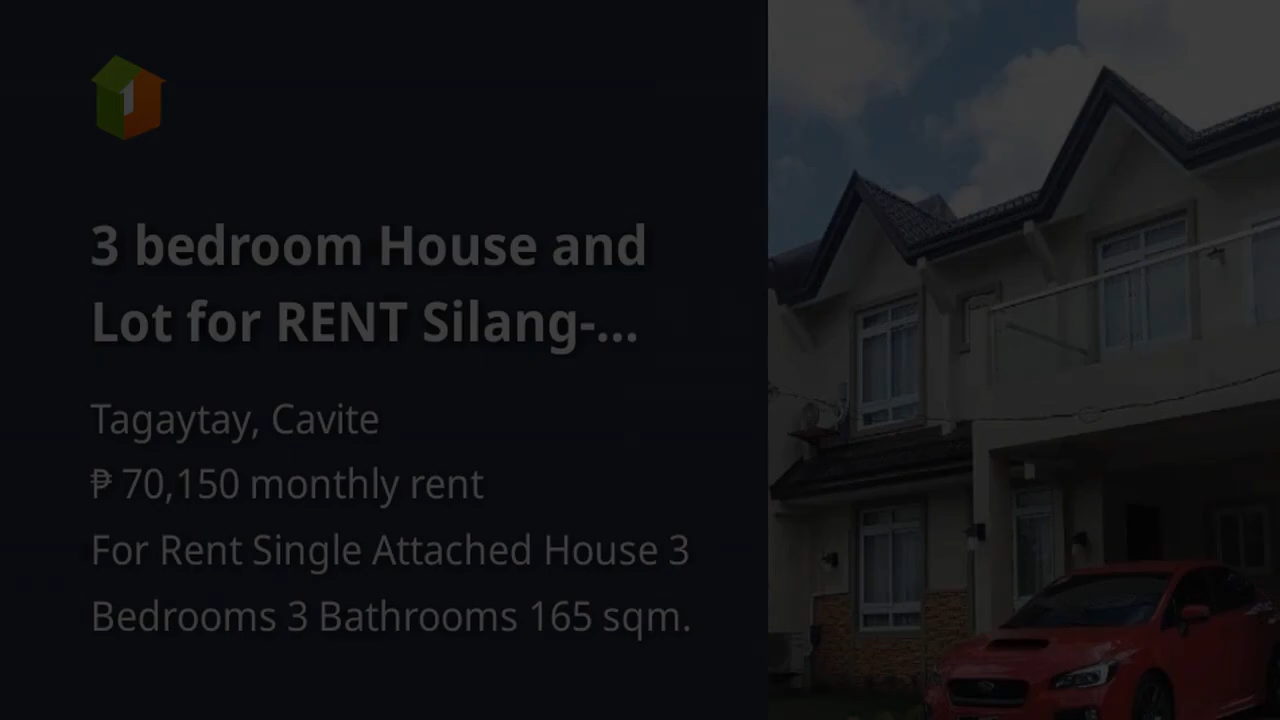 3 bedroom House and
Lot for RENT Silang-...
Tagaytay, Cavite
₱ 70,150 monthly rent
For Rent Single Attached House 3
Bedrooms 3 Bathrooms 165 sqm.